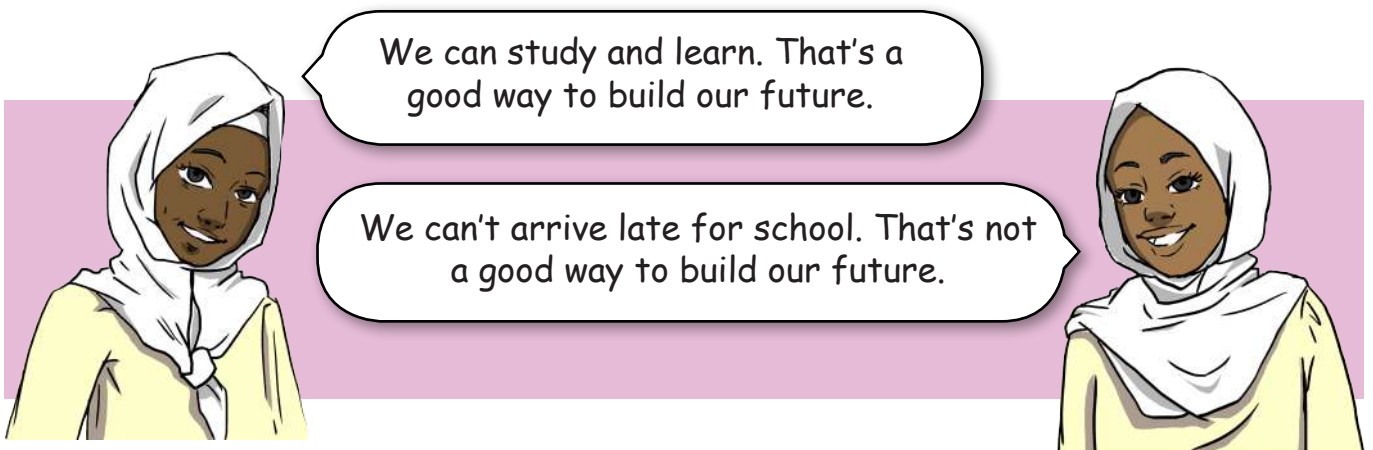 We can study and learn. That's a
good way to build our future.
We can't arrive late for school. That's not
a good way to build our future.